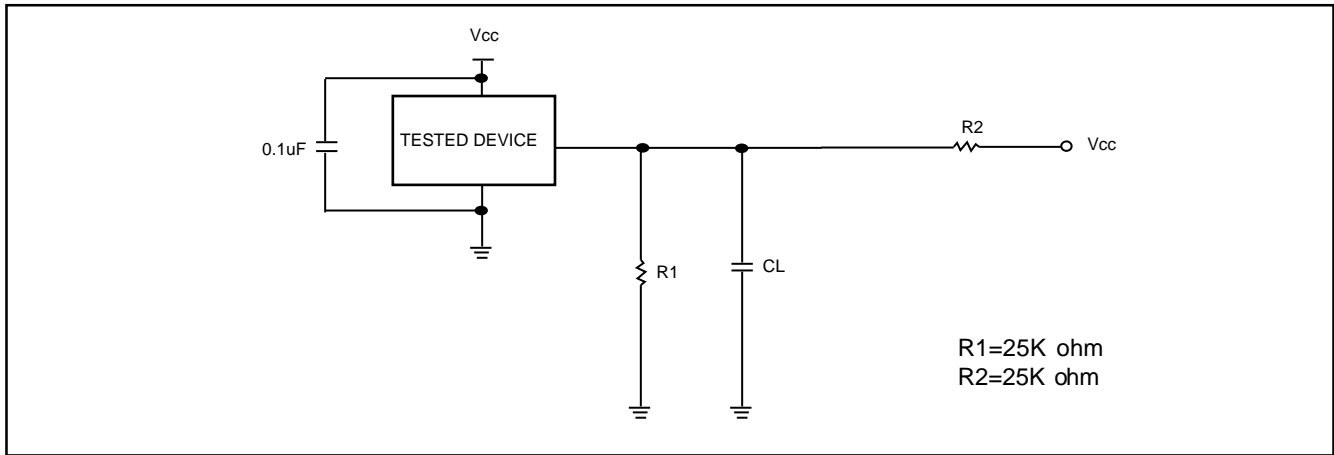 Vcc
TESTED DEVICE
0.1uF
R2
Vcc
R1
CL
R1=25K ohm
R2=25K ohm